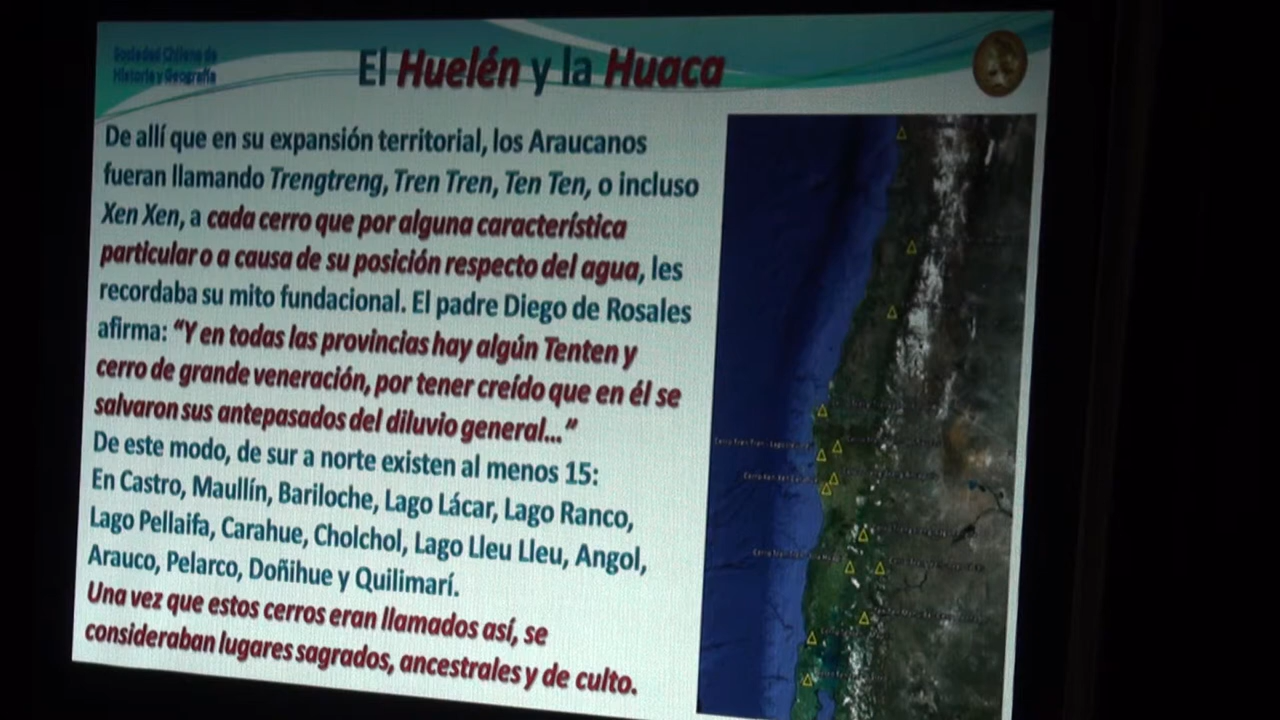 Sociedad Chilena de
Historia y Geografía
El Huelén y la Huaca
De allí que en su expansión territorial, los Araucanos
fueran llamando Trengtreng, Tren Tren, Ten Ten, o incluso
Xen Xen, a cada cerro que por alguna característica
particular o a causa de su posición respecto del agua, les
recordaba su mito fundacional. El padre Diego de Rosales
afirma: “Y en todas las provincias hay algún Tenten y
cerro de grande veneración, por tener creído que en él se
salvaron sus antepasados del diluvio general...”
De este modo, de sur a norte existen al menos 15:
En Castro, Maullín, Bariloche, Lago Lácar, Lago Ranco,
Lago Pellaifa, Carahue, Cholchol, Lago Lleu Lleu, Angol,
Arauco, Pelarco, Doñihue y Quilimarí.
Una vez que estos cerros eran llamados así, se
consideraban lugares sagrados, ancestrales y de culto.